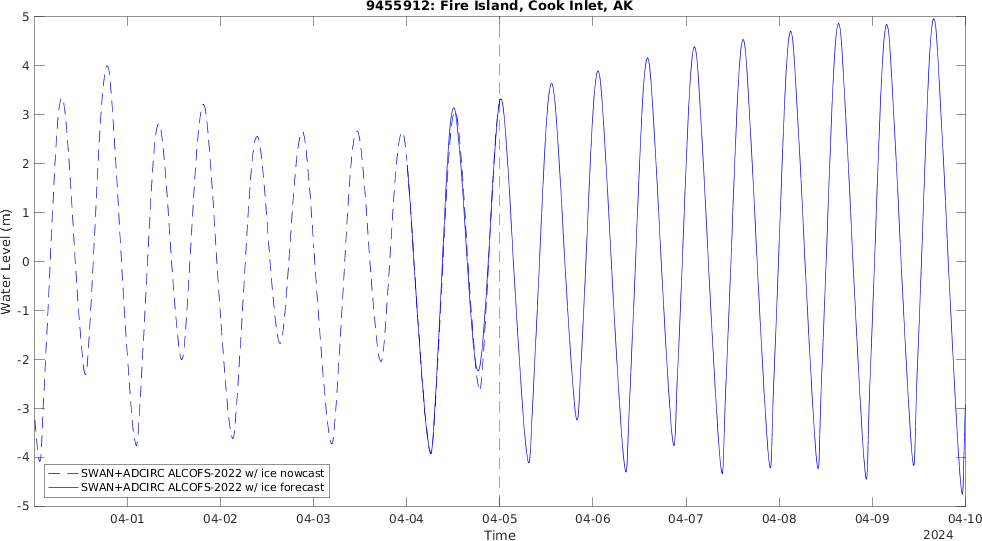 9455912: Fire Island, Cook Inlet, AK
5
4
3
2
1
0
-1
-2
-3
-4
-5
Water Level (m)
SWAN+ADCIRC ALCOFS-2022 w/ ice nowcast
SWAN+ADCIRC ALCOFS-2022 w/ ice forecast
04-01 04-02 04-03 04-04 04-05 04-06 04-07 04-08 04-09 04-10
Time
2024